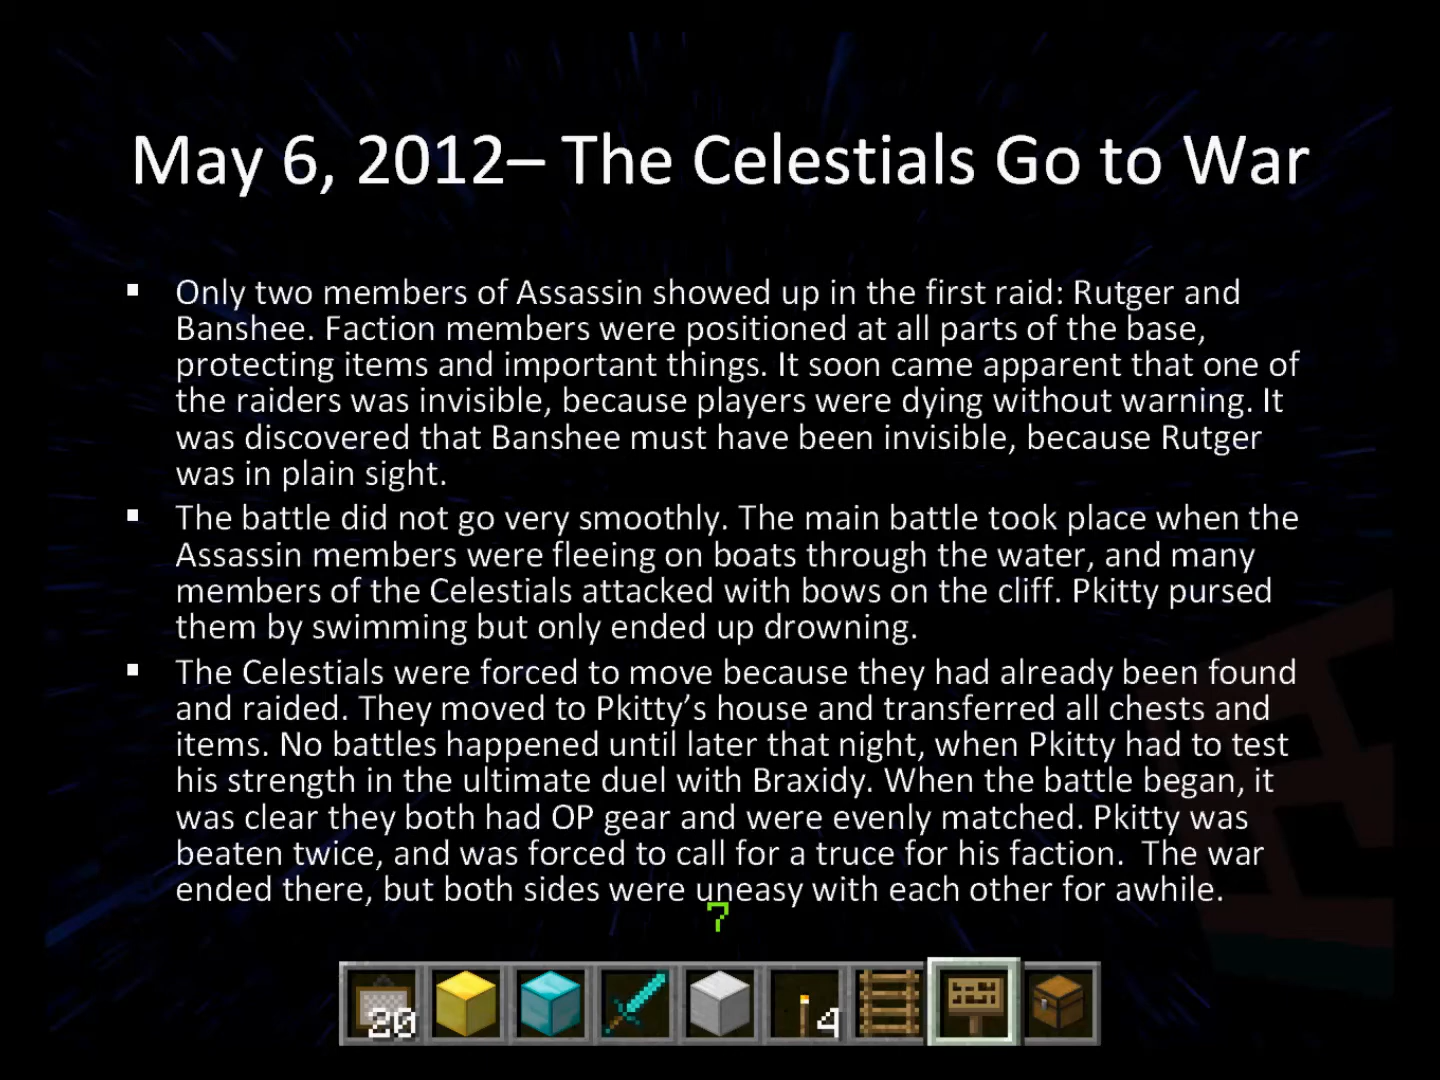 May 6, 2012– The Celestials Go to War
▪ Only two members of Assassin showed up in the first raid: Rutger and
Banshee. Faction members were positioned at all parts of the base,
protecting items and important things. It soon came apparent that one of
the raiders was invisible, because players were dying without warning. It
was discovered that Banshee must have been invisible, because Rutger
was in plain sight.
▪ The battle did not go very smoothly. The main battle took place when the
Assassin members were fleeing on boats through the water, and many
members of the Celestials attacked with bows on the cliff. Pkitty pursed
them by swimming but only ended up drowning.
▪ The Celestials were forced to move because they had already been found
and raided. They moved to Pkitty’s house and transferred all chests and
items. No battles happened until later that night, when Pkitty had to test
his strength in the ultimate duel with Braxidy. When the battle began, it
was clear they both had OP gear and were evenly matched. Pkitty was
beaten twice, and was forced to call for a truce for his faction.  The war
ended there, but both sides were uneasy with each other for awhile.
7
20 4